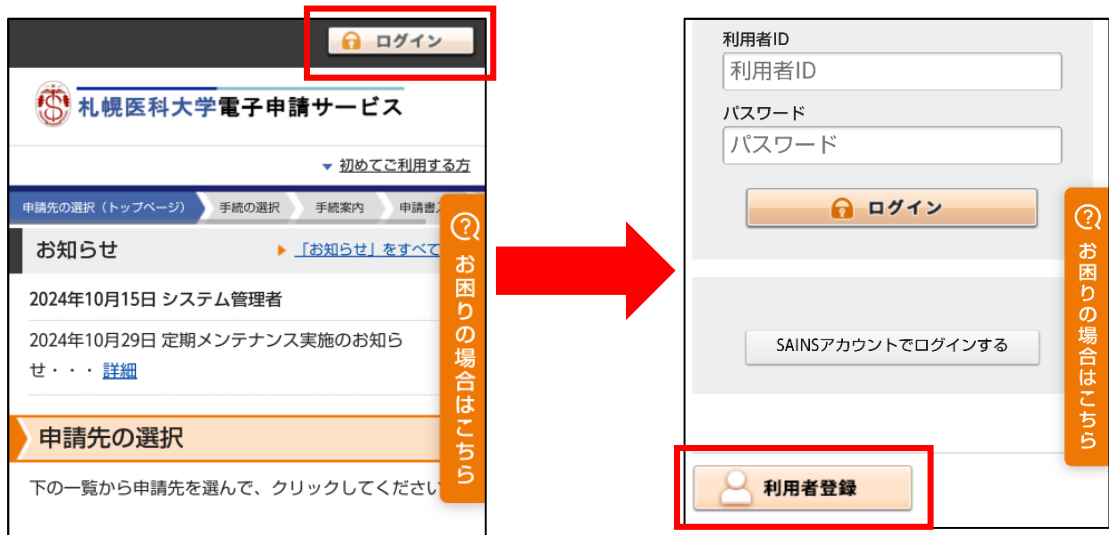 ログイン
札幌医科大学電子申請サービス
▼ 初めてご利用する方
申請先の選択（トップページ） 手続の選択 手続案内 申請書
お知らせ ▶ 「お知らせ」をすべて
2024年10月15日 システム管理者
2024年10月29日 定期メンテナンス実施のお知ら
せ・・・ 詳細
申請先の選択
下の一覧から申請先を選んで、クリックしてください
お困りの場合はこちら
利用者ID
利用者ID
パスワード
パスワード
ログイン
SAINSアカウントでログインする
利用者登録
お困りの場合はこちら